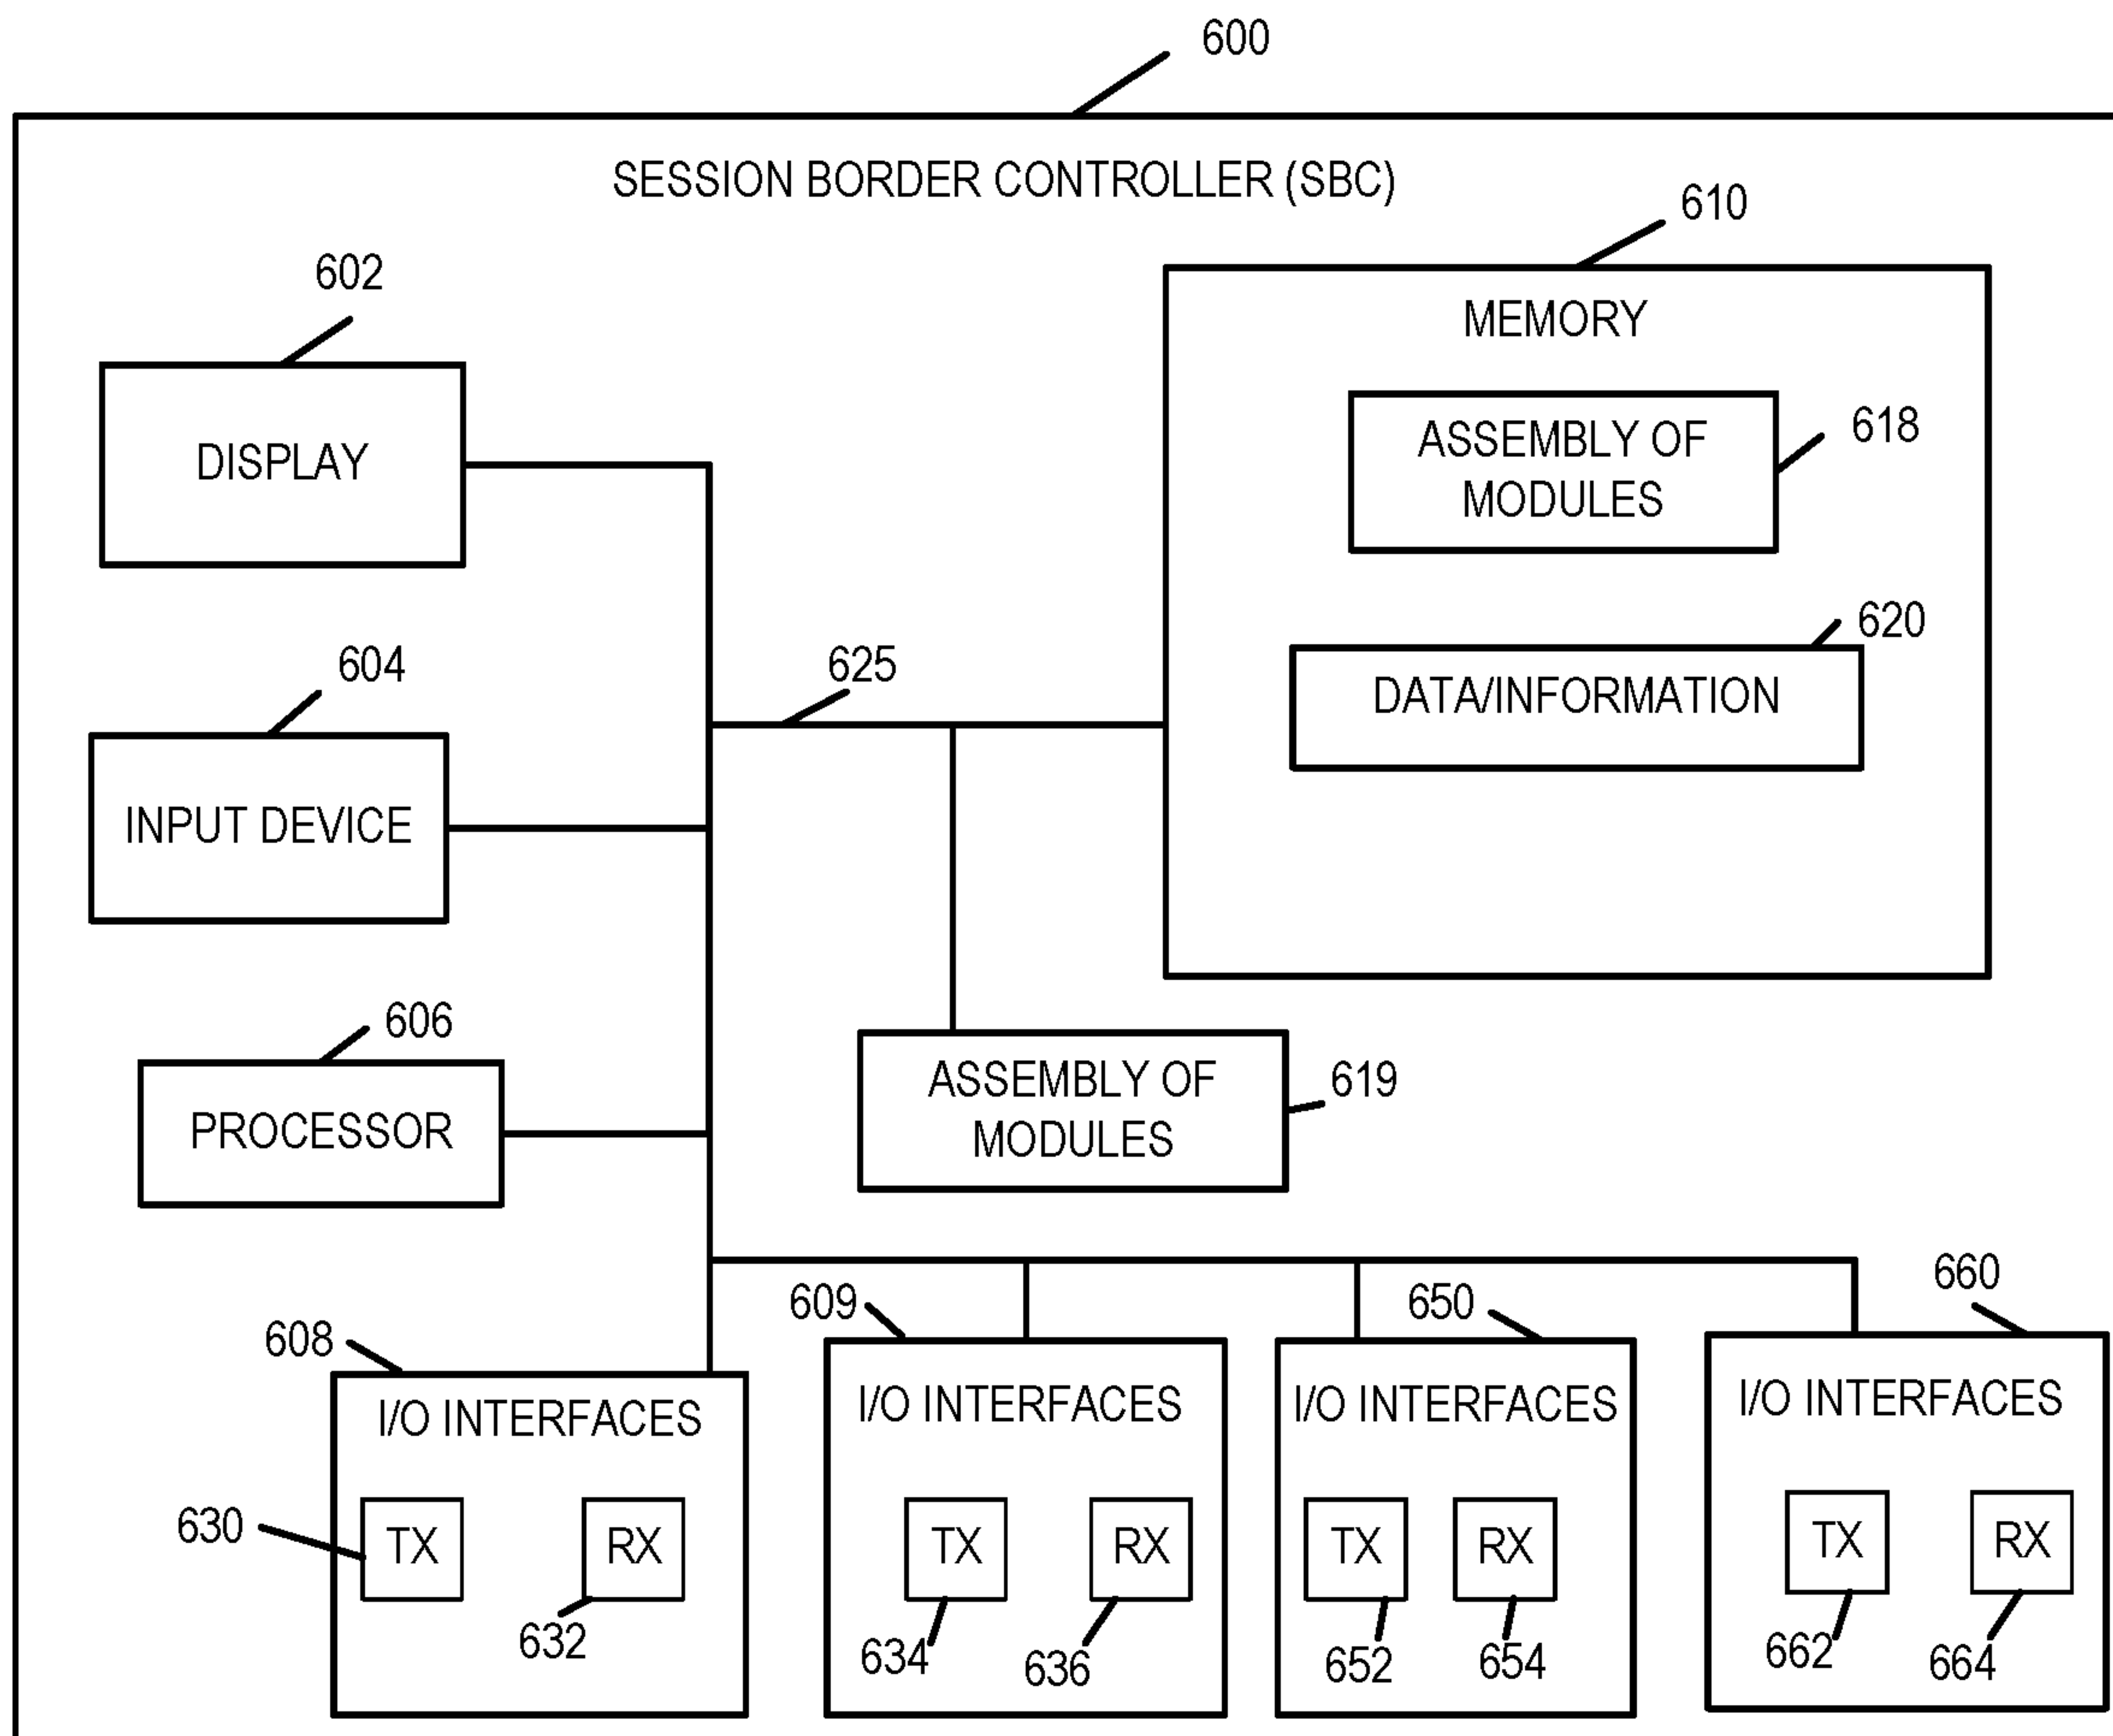 600
SESSION BORDER CONTROLLER (SBC)
610
MEMORY
602
DISPLAY
ASSEMBLY OF
MODULES
618
620
DATA/INFORMATION
604
INPUT DEVICE
625
606
PROCESSOR
ASSEMBLY OF
MODULES
619
608
I/O INTERFACES
630
TX
RX
632
609
I/O INTERFACES
TX
RX
634
636
650
I/O INTERFACES
TX
RX
652
654
660
I/O INTERFACES
TX
RX
662
664